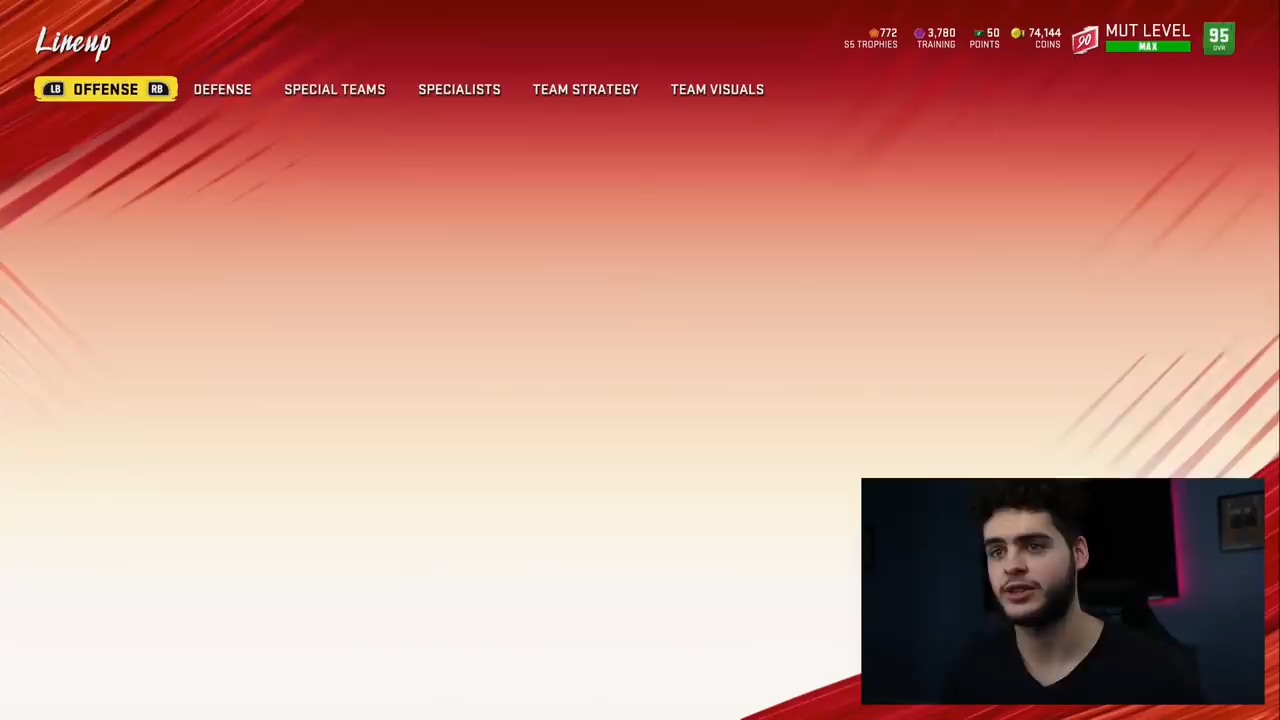 Lineup
772
S5 TROPHIES
3,780
TRAINING
50
POINTS
74,144
COINS
90
MUT LEVEL
MAX
95
OVR
LB OFFENSE RB
DEFENSE
SPECIAL TEAMS
SPECIALISTS
TEAM STRATEGY
TEAM VISUALS